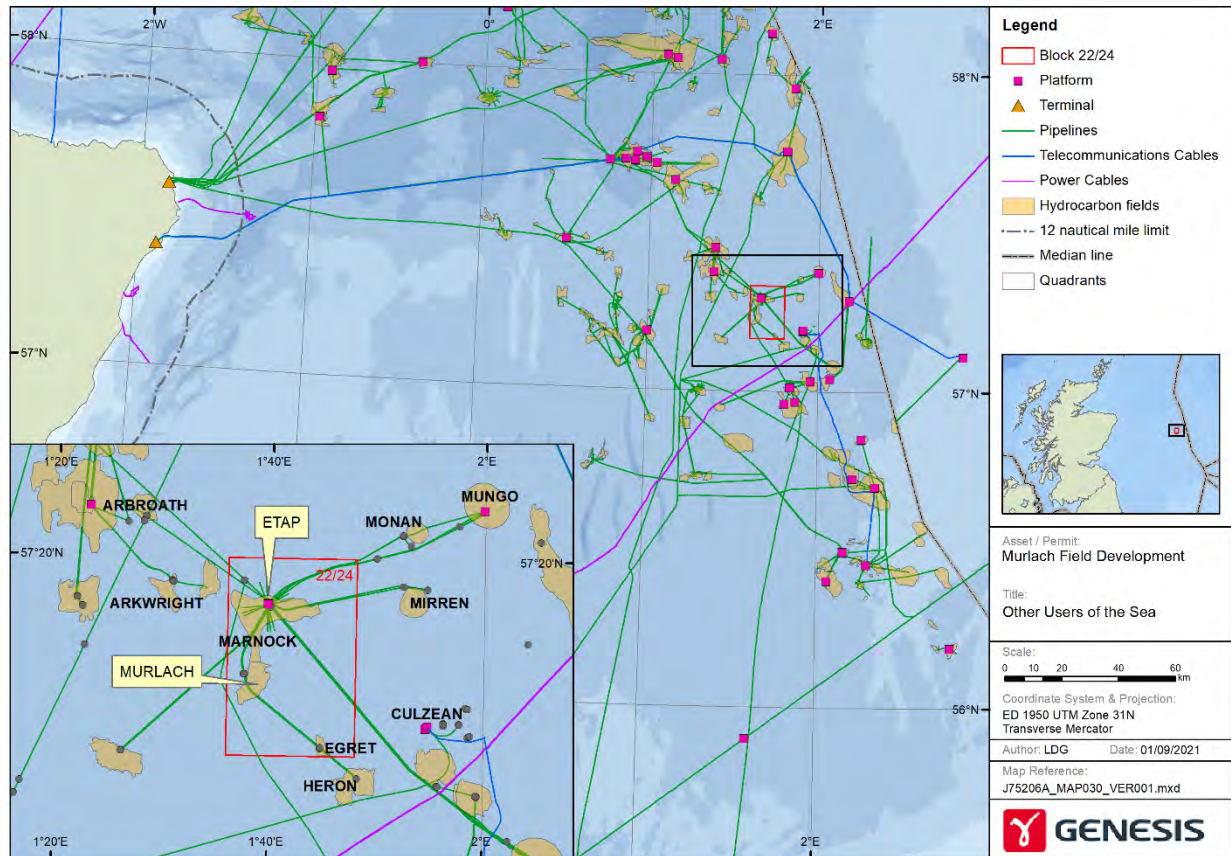 2°W
0°
2°E
58°N
58°N
57°N
57°N
56°N
2°E
1°20'E
1°40'E
2°E
ARBROATH
ETAP
MONAN
MUNGO
57°20'N
57°20'N
22/24
ARKWRIGHT
MIRREN
MARNOCK
MURLACH
CULZEAN
EGRET
HERON
1°20'E
1°40'E
2°E
Legend
Block 22/24
Platform
Terminal
Pipelines
Telecommunications Cables
Power Cables
Hydrocarbon fields
12 nautical mile limit
Median line
Quadrants
Asset / Permit:
Murlach Field Development
Title:
Other Users of the Sea
Scale:
0 10 20 40 60
km
Coordinate System & Projection:
ED 1950 UTM Zone 31N
Transverse Mercator
Author: LDG Date: 01/09/2021
Map Reference:
J75206A_MAP030_VER001.mxd
GENESIS